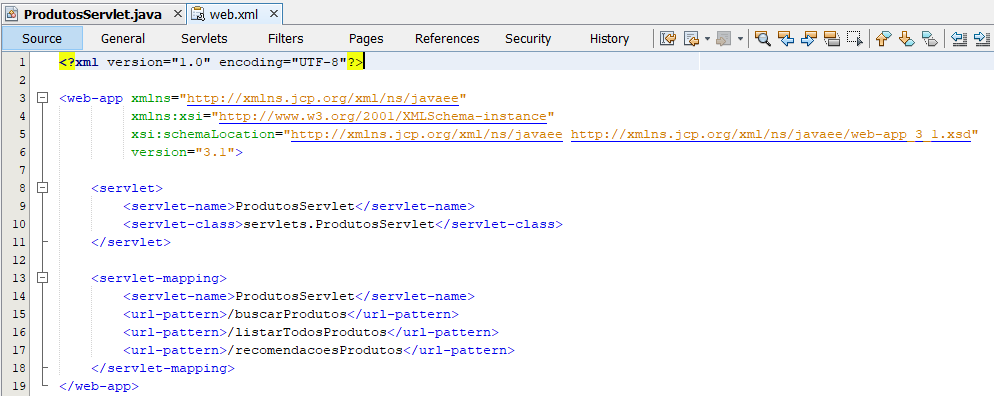 ProdutosServlet.java × web.xml ×
Source General Servlets Filters Pages References Security History
1 <?xml version="1.0" encoding="UTF-8"?>
2
3 <web-app xmlns="http://xmlns.jcp.org/xml/ns/javaee"
4 xmlns:xsi="http://www.w3.org/2001/XMLSchema-instance"
5 xsi:schemaLocation="http://xmlns.jcp.org/xml/ns/javaee http://xmlns.jcp.org/xml/ns/javaee/web-app_3_1.xsd"
6 version="3.1">
7
8 <servlet>
9 <servlet-name>ProdutosServlet</servlet-name>
10 <servlet-class>servlets.ProdutosServlet</servlet-class>
11 </servlet>
12
13 <servlet-mapping>
14 <servlet-name>ProdutosServlet</servlet-name>
15 <url-pattern>/buscarProdutos</url-pattern>
16 <url-pattern>/listarTodosProdutos</url-pattern>
17 <url-pattern>/recomendacoesProdutos</url-pattern>
18 </servlet-mapping>
19 </web-app>